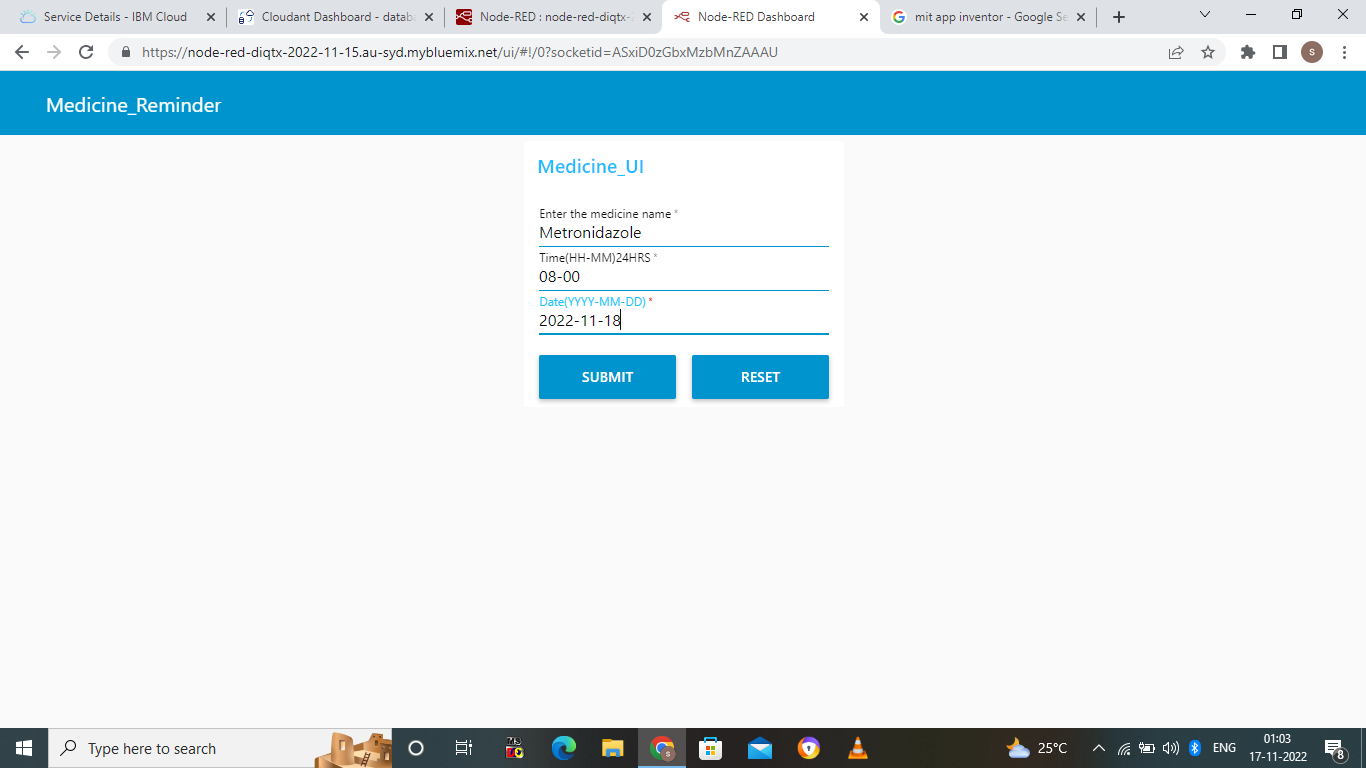 Service Details - IBM Cloud
Cloudant Dashboard - datab
Node-RED : node-red-diqtx-2
Node-RED Dashboard
mit app inventor - Google Se
https://node-red-diqtx-2022-11-15.au-syd.mybluemix.net/ui/#!/0?socketid=ASxiD0zGbxMzbMnZAAAU
S
Medicine_Reminder
Medicine_UI
Enter the medicine name *
Metronidazole
Time(HH-MM)24HRS *
08-00
Date(YYYY-MM-DD) *
2022-11-18
SUBMIT RESET
Type here to search
25°C
ENG
01:03
17-11-2022
8